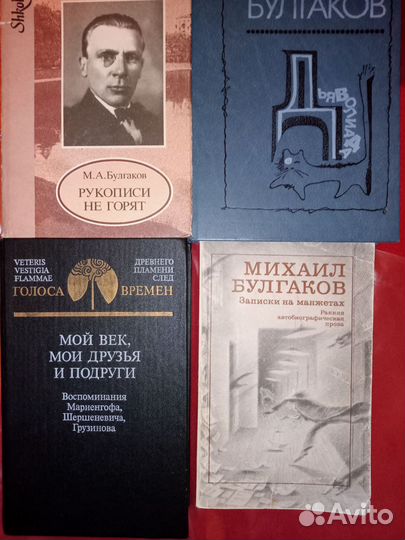 Shko
М.А.Булгаков
РУКОПИСИ
НЕ ГОРЯТ
БУЛГАКОВ
ДЬЯВОЛИАДА
VETERIS
VESTIGIA
FLAMMAE
ДРЕВНЕГО
ПЛАМЕНИ
СЛЕД
ГОЛОСА ВРЕМЕН
МОЙ ВЕК,
МОИ ДРУЗЬЯ
И ПОДРУГИ
Воспоминания
Мариенгофа,
Шершеневича,
Грузинова
МИХАИЛ
БУЛГАКОВ
Записки на манжетах
Ранняя
автобиографическая
проза
Avito